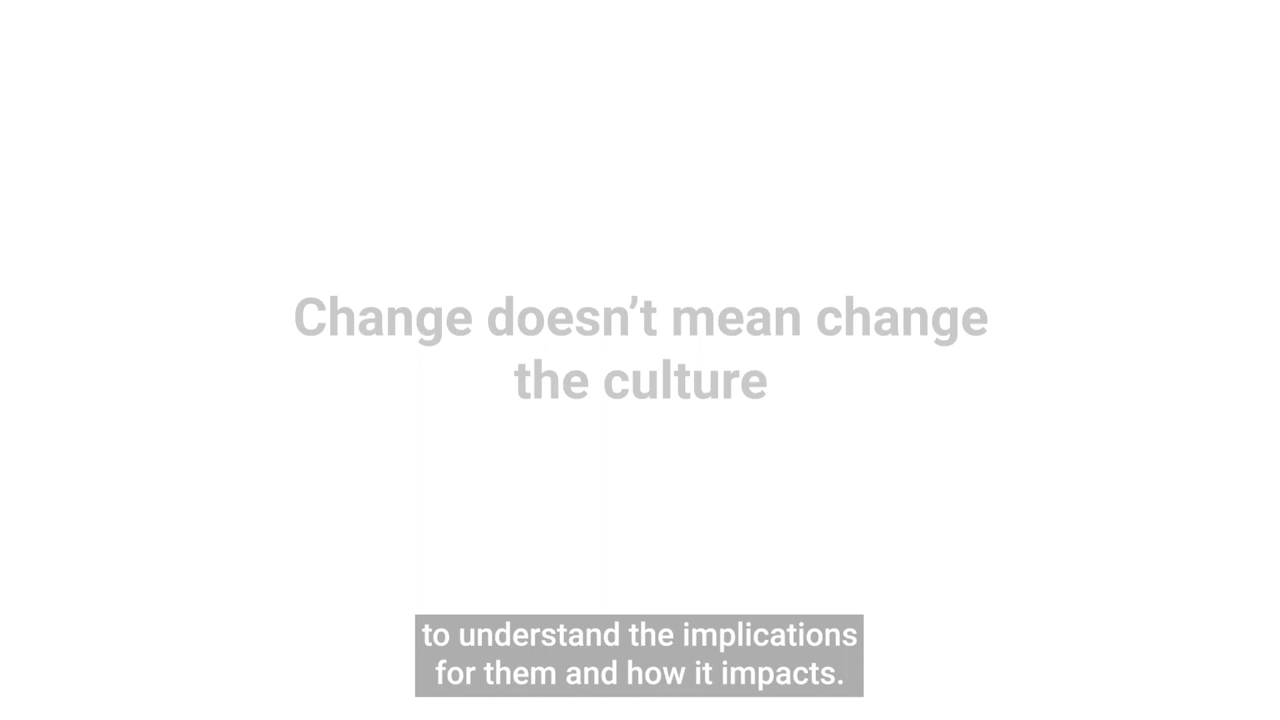 Change doesn’t mean change
the culture
to understand the implications
for them and how it impacts.